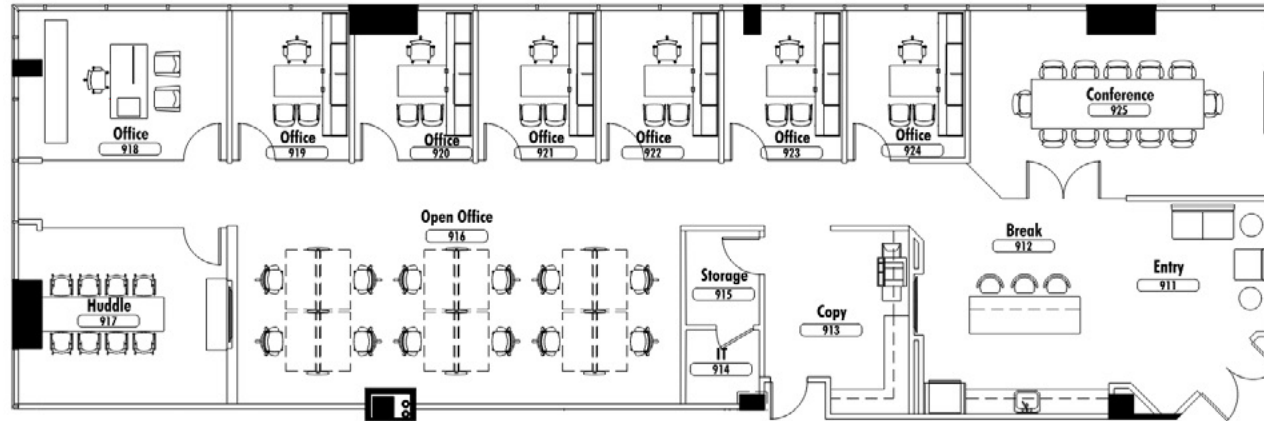 Office
918
Office
919
Office
920
Office
921
Office
922
Office
923
Office
924
Conference
925
Open Office
916
Break
912
Entry
911
Storage
915
Copy
913
Huddle
917
IT
914